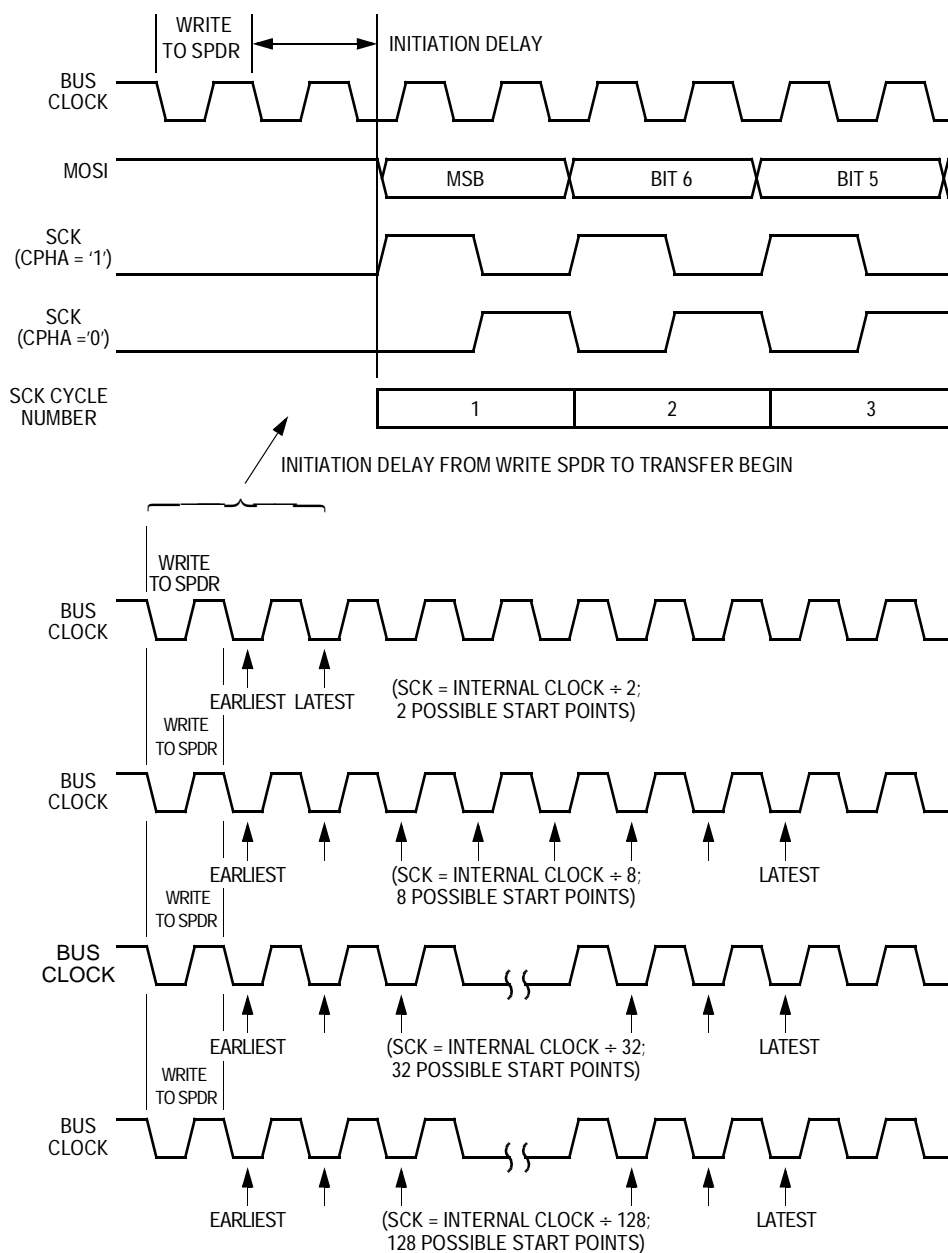 WRITE
TO SPDR
INITIATION DELAY
BUS
CLOCK
MOSI
MSB
BIT 6
BIT 5
SCK
(CPHA = '1')
SCK
(CPHA ='0')
SCK CYCLE
NUMBER
1
2
3
INITIATION DELAY FROM WRITE SPDR TO TRANSFER BEGIN
WRITE
TO SPDR
BUS
CLOCK
EARLIEST
LATEST
(SCK = INTERNAL CLOCK ÷ 2;
2 POSSIBLE START POINTS)
WRITE
TO SPDR
BUS
CLOCK
EARLIEST
(SCK = INTERNAL CLOCK ÷ 8;
8 POSSIBLE START POINTS)
LATEST
WRITE
TO SPDR
BUS
CLOCK
EARLIEST
(SCK = INTERNAL CLOCK ÷ 32;
32 POSSIBLE START POINTS)
LATEST
WRITE
TO SPDR
BUS
CLOCK
EARLIEST
(SCK = INTERNAL CLOCK ÷ 128;
128 POSSIBLE START POINTS)
LATEST